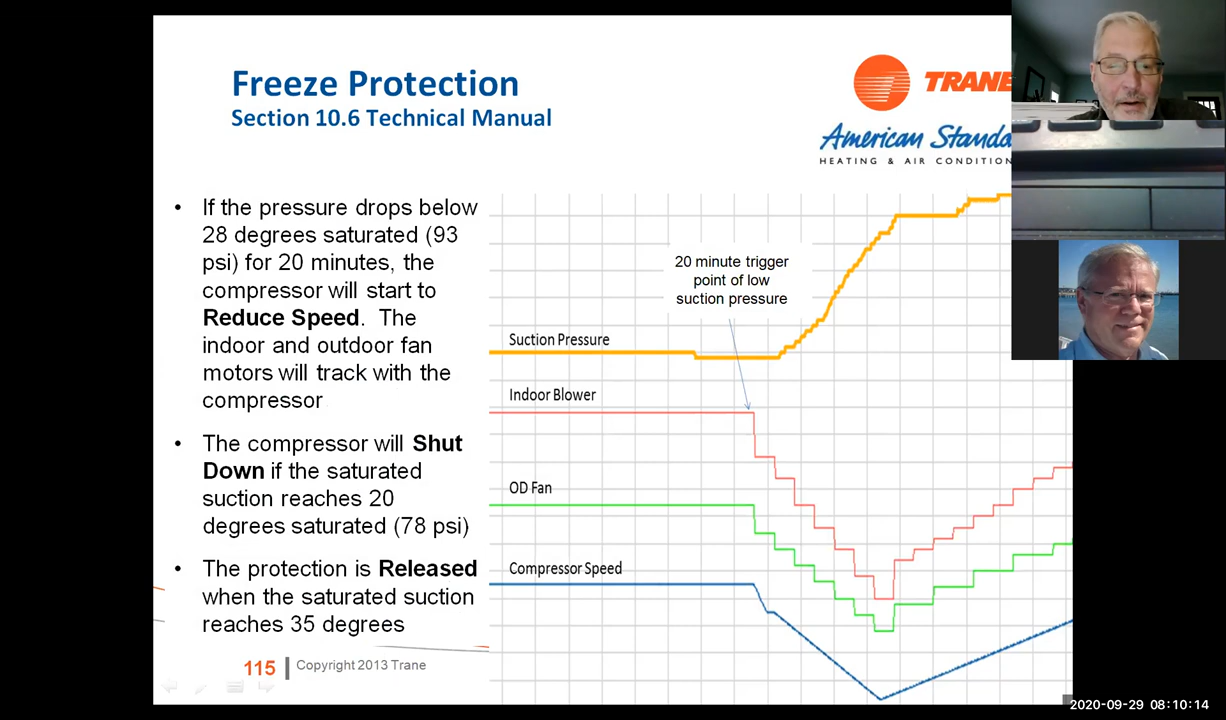 Freeze Protection
Section 10.6 Technical Manual
TRANE
American Standa
HEATING & AIR CONDITION
• If the pressure drops below
28 degrees saturated (93
psi) for 20 minutes, the
compressor will start to
Reduce Speed. The
indoor and outdoor fan
motors will track with the
compressor
• The compressor will Shut
Down if the saturated
suction reaches 20
degrees saturated (78 psi)
• The protection is Released
when the saturated suction
reaches 35 degrees
20 minute trigger
point of low
suction pressure
Suction Pressure
Indoor Blower
OD Fan
Compressor Speed
115 | Copyright 2013 Trane
2020-09-29 08:10:14